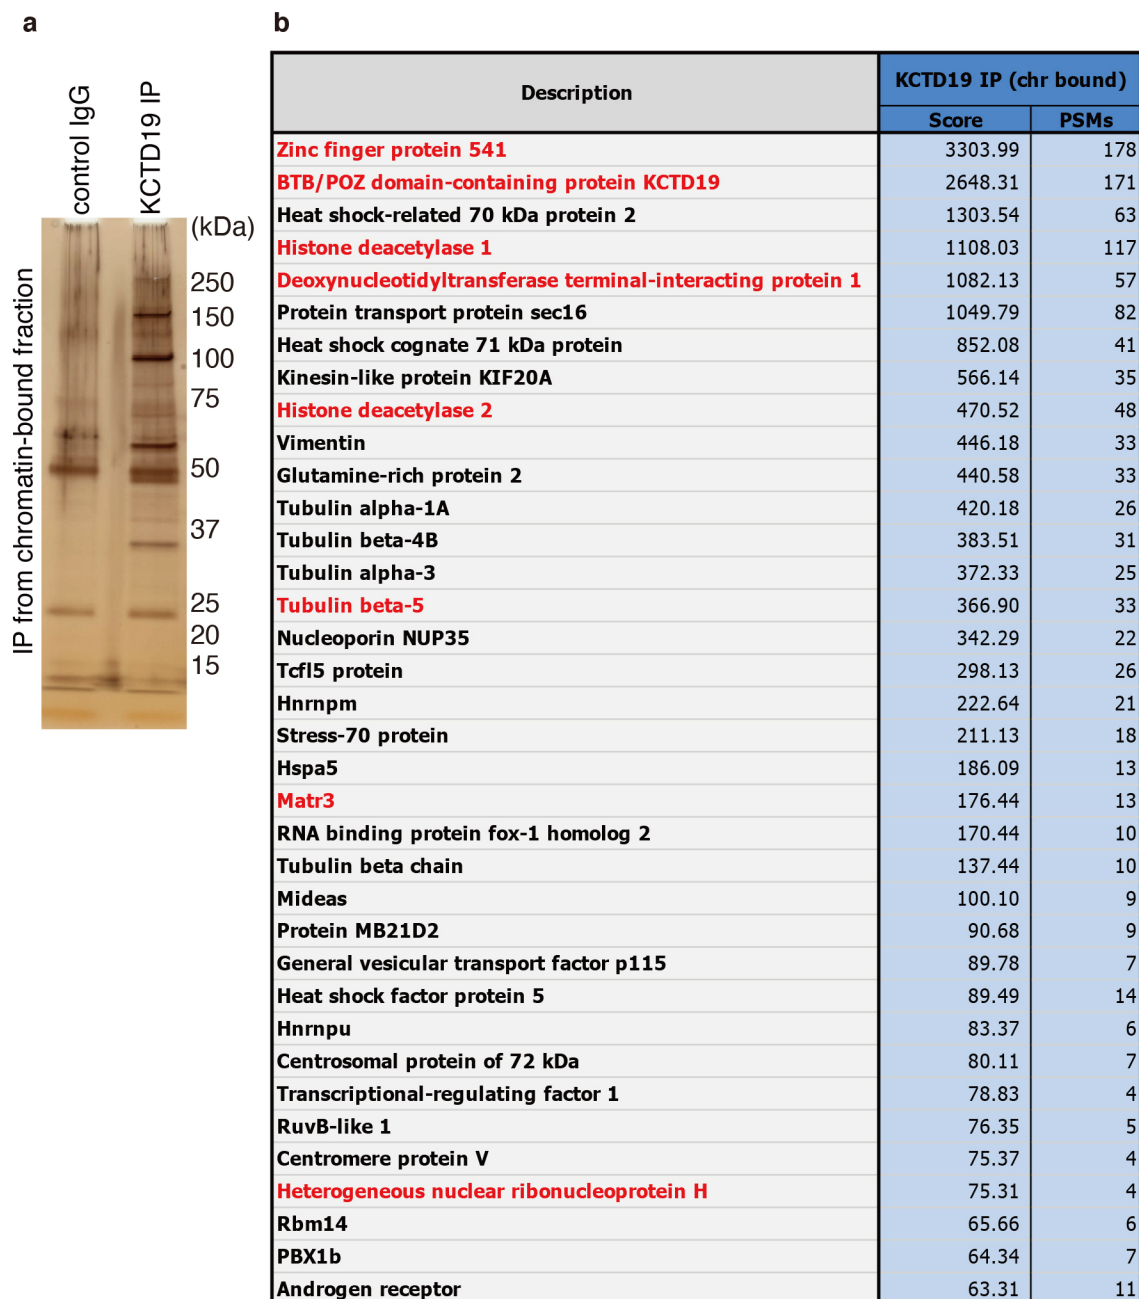 a
control IgG
KCTD19 IP
(kDa)
250
150
100
75
50
37
25
20
15
IP from chromatin-bound fraction
b
Description
KCTD19 IP (chr bound)
Score PSMs
Zinc finger protein 541 3303.99 178
BTB/POZ domain-containing protein KCTD19 2648.31 171
Heat shock-related 70 kDa protein 2 1303.54 63
Histone deacetylase 1 1108.03 117
Deoxynucleotidyltransferase terminal-interacting protein 1 1082.13 57
Protein transport protein sec16 1049.79 82
Heat shock cognate 71 kDa protein 852.08 41
Kinesin-like protein KIF20A 566.14 35
Histone deacetylase 2 470.52 48
Vimentin 446.18 33
Glutamine-rich protein 2 440.58 33
Tubulin alpha-1A 420.18 26
Tubulin beta-4B 383.51 31
Tubulin alpha-3 372.33 25
Tubulin beta-5 366.90 33
Nucleoporin NUP35 342.29 22
Tcfl5 protein 298.13 26
Hnrnpm 222.64 21
Stress-70 protein 211.13 18
Hspa5 186.09 13
Matr3 176.44 13
RNA binding protein fox-1 homolog 2 170.44 10
Tubulin beta chain 137.44 10
Mideas 100.10 9
Protein MB21D2 90.68 9
General vesicular transport factor p115 89.78 7
Heat shock factor protein 5 89.49 14
Hnrnpu 83.37 6
Centrosomal protein of 72 kDa 80.11 7
Transcriptional-regulating factor 1 78.83 4
RuvB-like 1 76.35 5
Centromere protein V 75.37 4
Heterogeneous nuclear ribonucleoprotein H 75.31 4
Rbm14 65.66 6
PBX1b 64.34 7
Androgen receptor 63.31 11